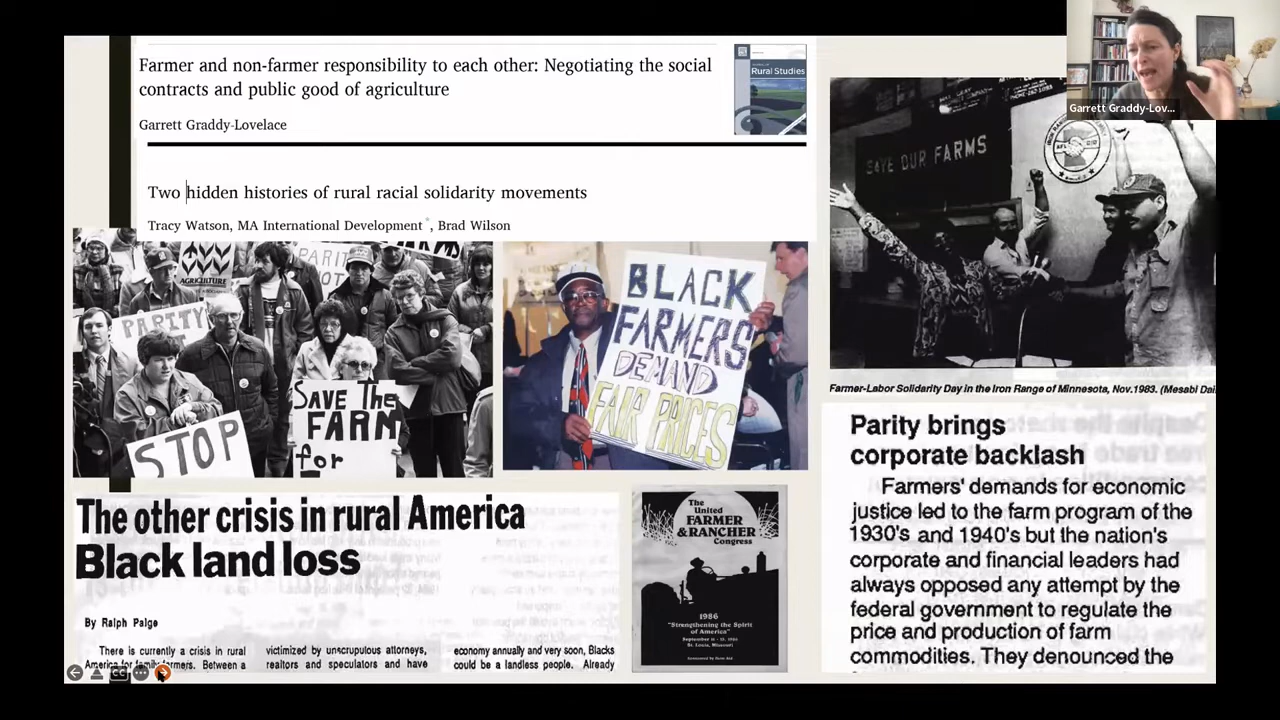 Farmer and non-farmer responsibility to each other: Negotiating the social
contracts and public good of agriculture
Garrett Graddy-Lovelace
Rural Studies
Two hidden histories of rural racial solidarity movements
Tracy Watson, MA International Development *, Brad Wilson
Garrett Graddy-Lov...
SAVE OUR FARMS
AGRICULTURE
PARITY
NOT
PARITY
STOP
SAVE THE
FARM
for
BLACK
FARMERS
DEMAND
FAIR PRICES
Farmer-Labor Solidarity Day in the Iron Range of Minnesota, Nov.1983. (Mesabi Dai
Parity brings
corporate backlash
Farmers' demands for economic
justice led to the farm program of the
1930's and 1940's but the nation's
corporate and financial leaders had
always opposed any attempt by the
federal government to regulate the
price and production of farm
commodities. They denounced the
The other crisis in rural America
Black land loss
By Ralph Paige
There is currently a crisis in rural
America for family farmers. Between a
victimized by unscrupulous attorneys,
realtors and speculators and have
economy annually and very soon, Blacks
could be a landless people. Already
The
United
FARMER
& RANCHER
Congress
1986
"Strengthening the Spirit
of America"
St. Louis, Missouri
CC